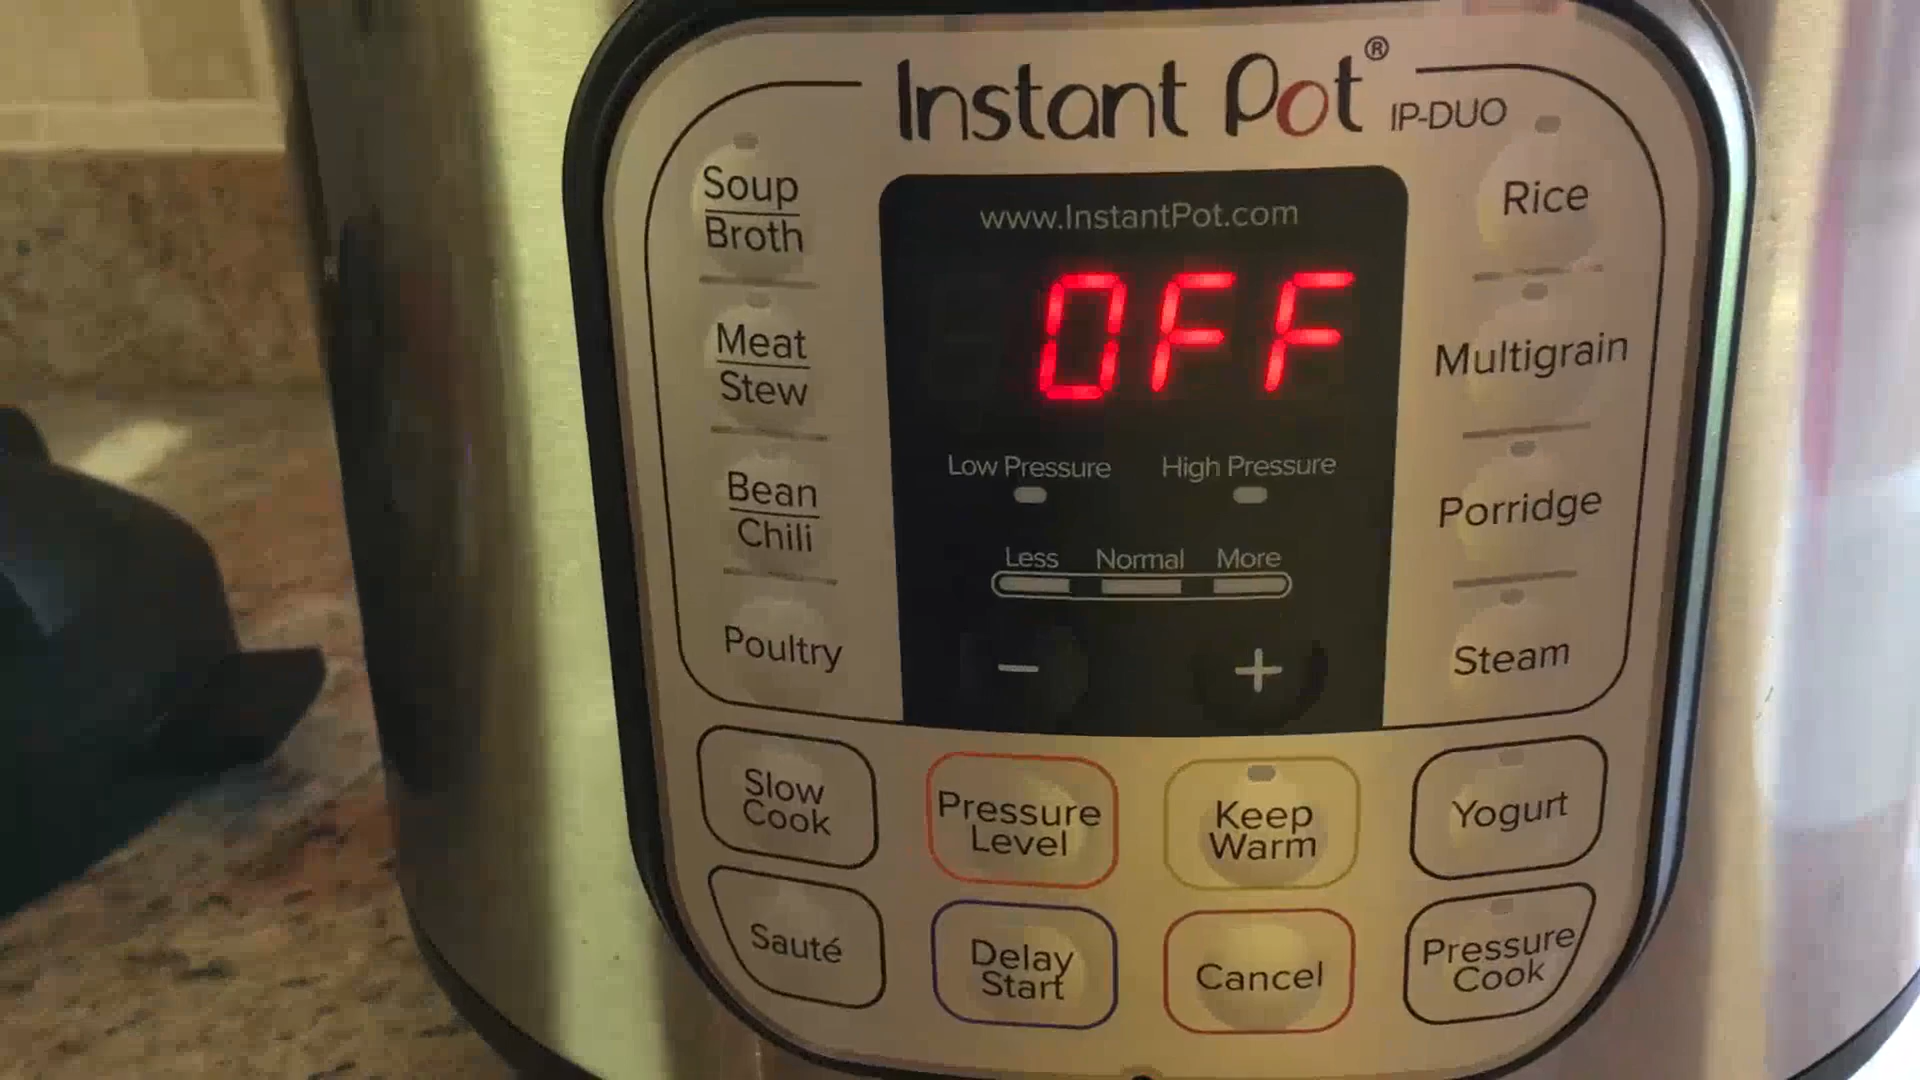 Instant Pot® IP-DUO
www.InstantPot.com
OFF
Low Pressure High Pressure
Less Normal More
− +
Soup
Broth
Meat
Stew
Bean
Chili
Poultry
Rice
Multigrain
Porridge
Steam
Slow
Cook
Pressure
Level
Keep
Warm
Yogurt
Sauté
Delay
Start
Cancel
Pressure
Cook